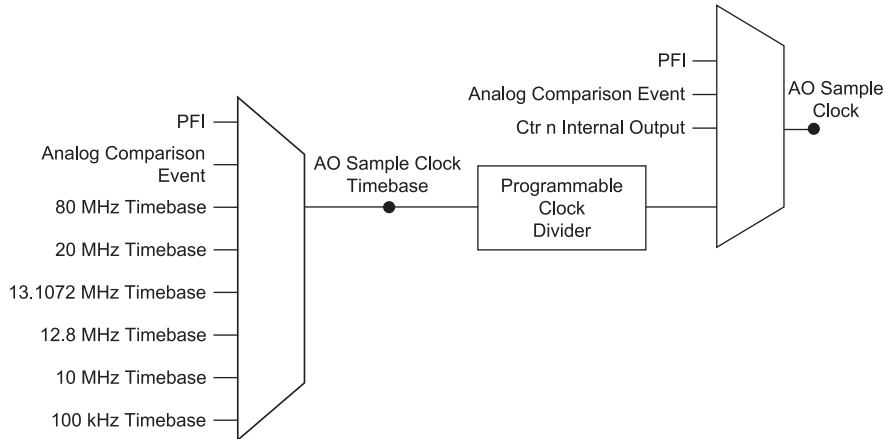 PFI
Analog Comparison Event
Ctr n Internal Output
AO Sample
Clock
PFI
Analog Comparison
Event
80 MHz Timebase
20 MHz Timebase
13.1072 MHz Timebase
12.8 MHz Timebase
10 MHz Timebase
100 kHz Timebase
AO Sample Clock
Timebase
Programmable
Clock
Divider